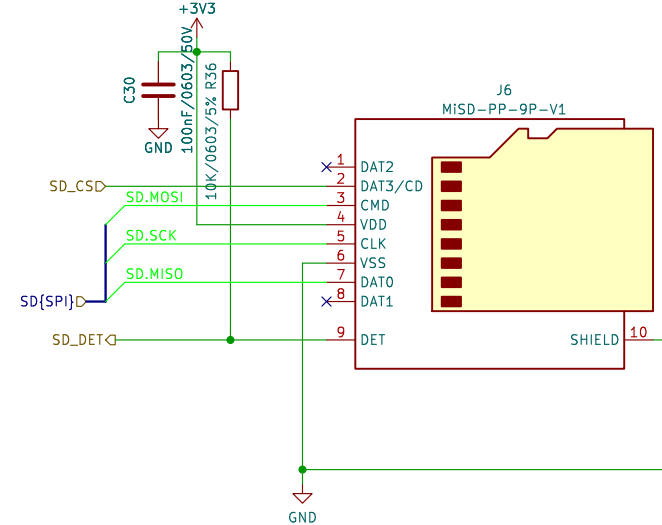 +3V3
C30
100nF/0603/50V
10K/0603/5% R36
GND
J6
MiSD-PP-9P-V1
SD_CS
1 DAT2
2 DAT3/CD
SD.MOSI
3 CMD
4 VDD
SD.SCK
5 CLK
6 VSS
SD.MISO
7 DAT0
SD{SPI}
8 DAT1
SD_DET
9 DET
SHIELD 10
GND